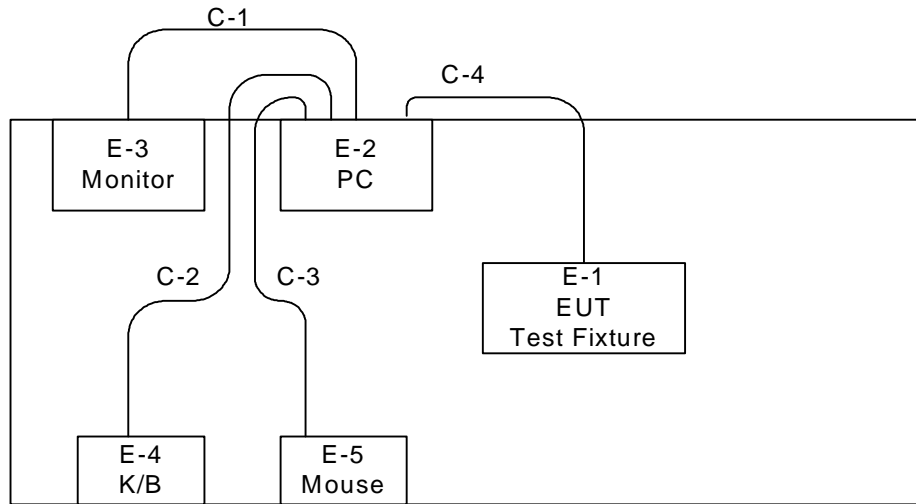 C-1
C-4
E-3
Monitor
E-2
PC
C-2
C-3
E-1
EUT
Test Fixture
E-4
K/B
E-5
Mouse